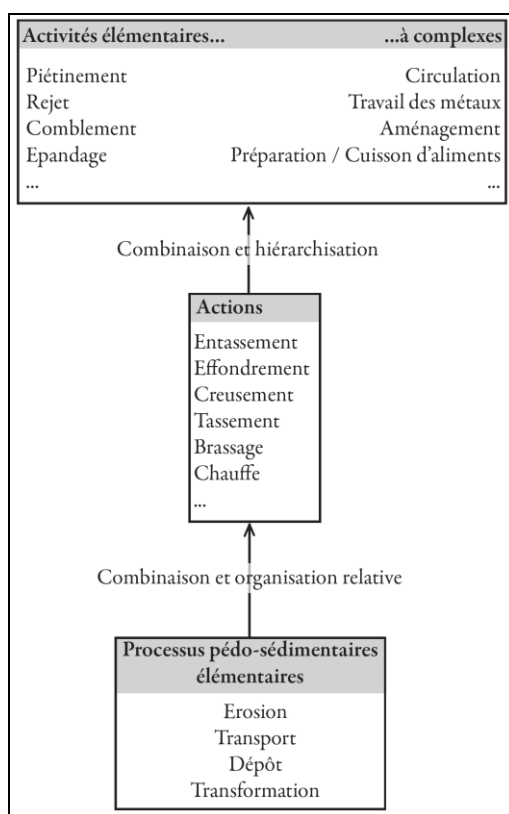 Activités élémentaires... ...à complexes
Piétinement Circulation
Rejet Travail des métaux
Comblement Aménagement
Epandage Préparation / Cuisson d'aliments
... ...
Combinaison et hiérarchisation
Actions
Entassement
Effondrement
Creusement
Tassement
Brassage
Chauffe
...
Combinaison et organisation relative
Processus pédo-sédimentaires
élémentaires
Erosion
Transport
Dépôt
Transformation